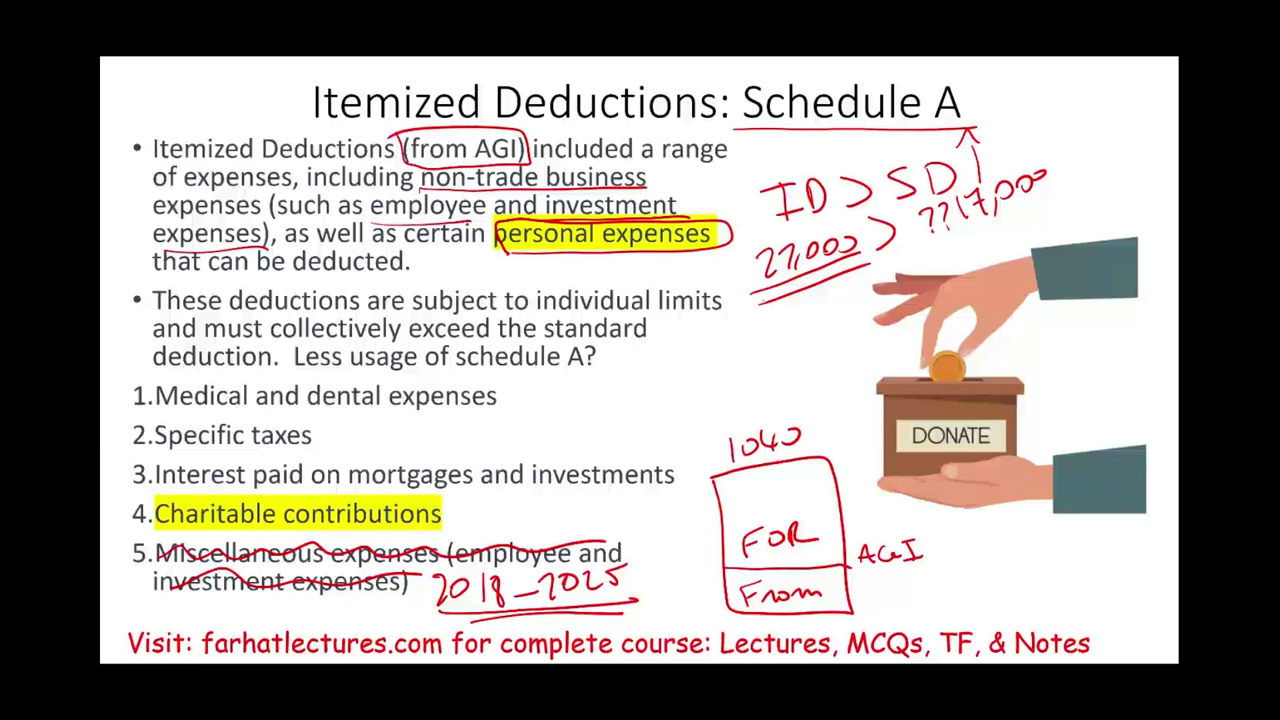 Itemized Deductions: Schedule A
• Itemized Deductions (from AGI) included a range
of expenses, including non-trade business
expenses (such as employee and investment
expenses), as well as certain personal expenses
that can be deducted.
ID > SD
27,000 > ??17,000
• These deductions are subject to individual limits
and must collectively exceed the standard
deduction. Less usage of schedule A?
1.Medical and dental expenses
2.Specific taxes
3.Interest paid on mortgages and investments
4.Charitable contributions
5.Miscellaneous expenses (employee and
investment expenses)
2018-2025
DONATE
1040
FOR
AGI
From
Visit: farhatlectures.com for complete course: Lectures, MCQs, TF, & Notes